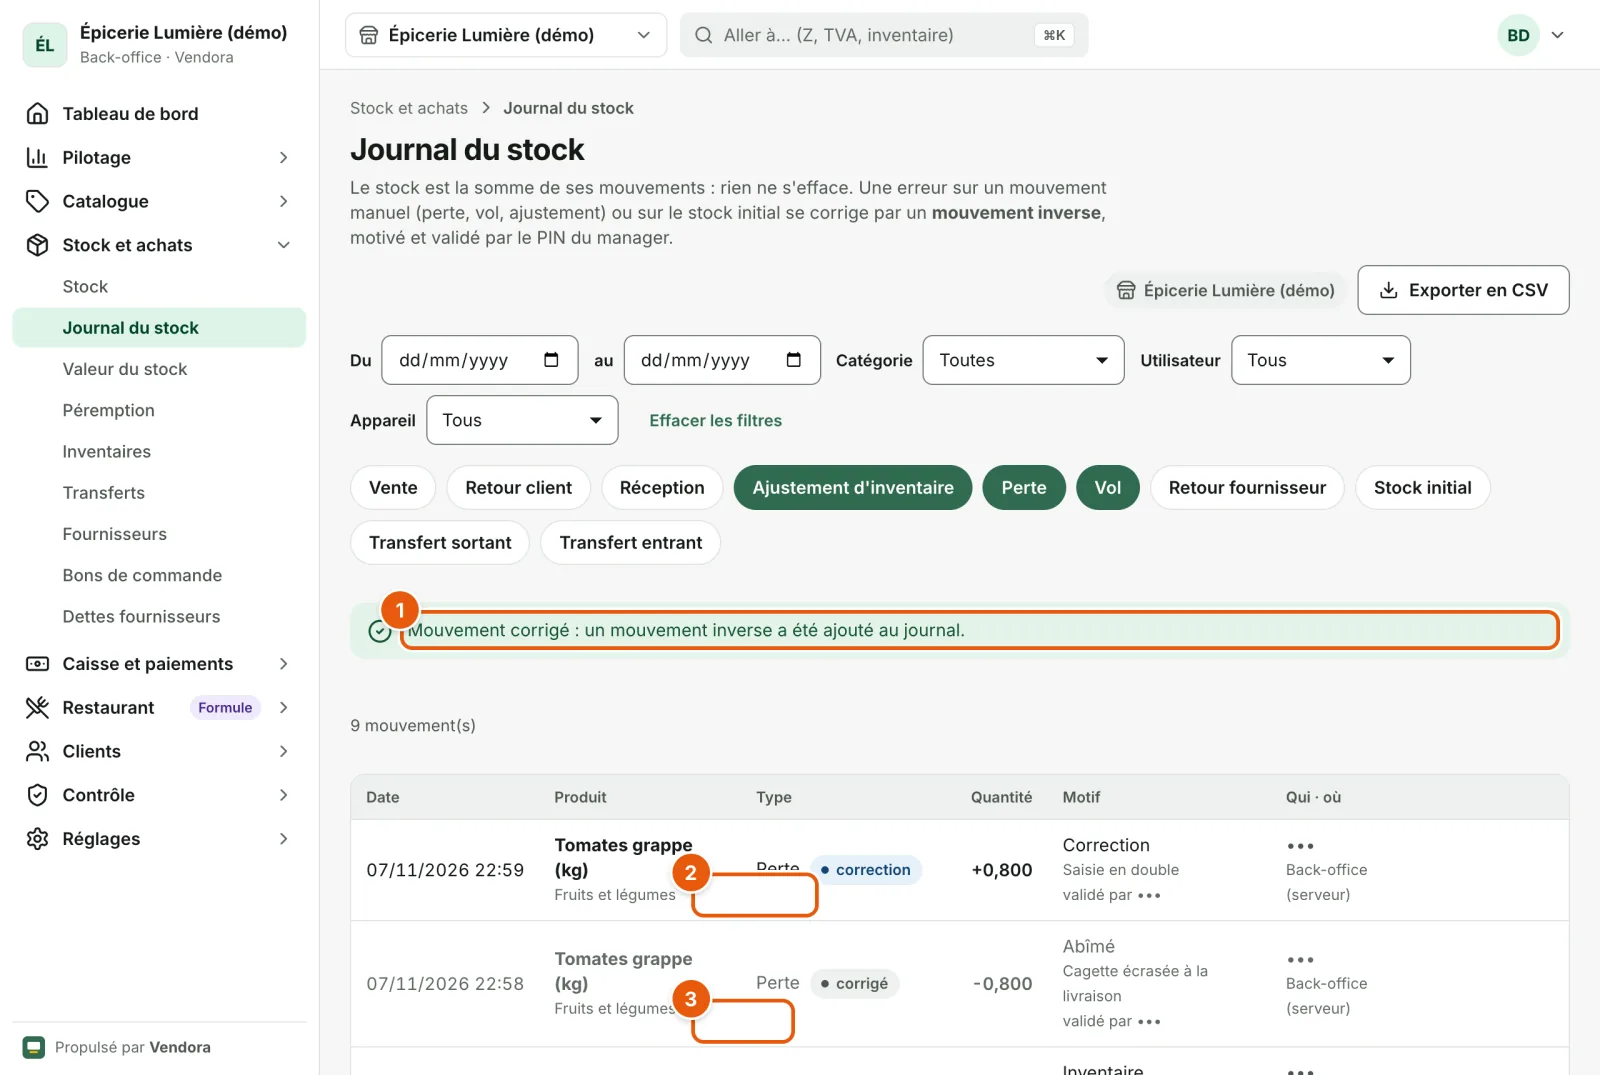 ÉL
Épicerie Lumière (démo)
Back-office · Vendora
Épicerie Lumière (démo)
Aller à... (Z, TVA, inventaire)
⌘K
BD
Tableau de bord
Pilotage
Catalogue
Stock et achats
Stock
Journal du stock
Valeur du stock
Péremption
Inventaires
Transferts
Fournisseurs
Bons de commande
Dettes fournisseurs
Caisse et paiements
Restaurant
Formule
Clients
Contrôle
Réglages
Propulsé par Vendora
Stock et achats > Journal du stock
Journal du stock
Le stock est la somme de ses mouvements : rien ne s'efface. Une erreur sur un mouvement
manuel (perte, vol, ajustement) ou sur le stock initial se corrige par un mouvement inverse,
motivé et validé par le PIN du manager.
Épicerie Lumière (démo)
Exporter en CSV
Du dd/mm/yyyy au dd/mm/yyyy Catégorie Toutes Utilisateur Tous
Appareil Tous Effacer les filtres
Vente Retour client Réception Ajustement d'inventaire Perte Vol Retour fournisseur Stock initial
Transfert sortant Transfert entrant
1
Mouvement corrigé : un mouvement inverse a été ajouté au journal.
9 mouvement(s)
Date Produit Type Quantité Motif Qui · où
07/11/2026 22:59
Tomates grappe
(kg)
Fruits et légumes
2
Perte
correction
+0,800
Correction
Saisie en double
validé par •••
•••
Back-office
(serveur)
07/11/2026 22:58
Tomates grappe
(kg)
Fruits et légumes
3
Perte
corrigé
-0,800
Abîmé
Cagette écrasée à la
livraison
validé par •••
•••
Back-office
(serveur)
Inventaire
•••